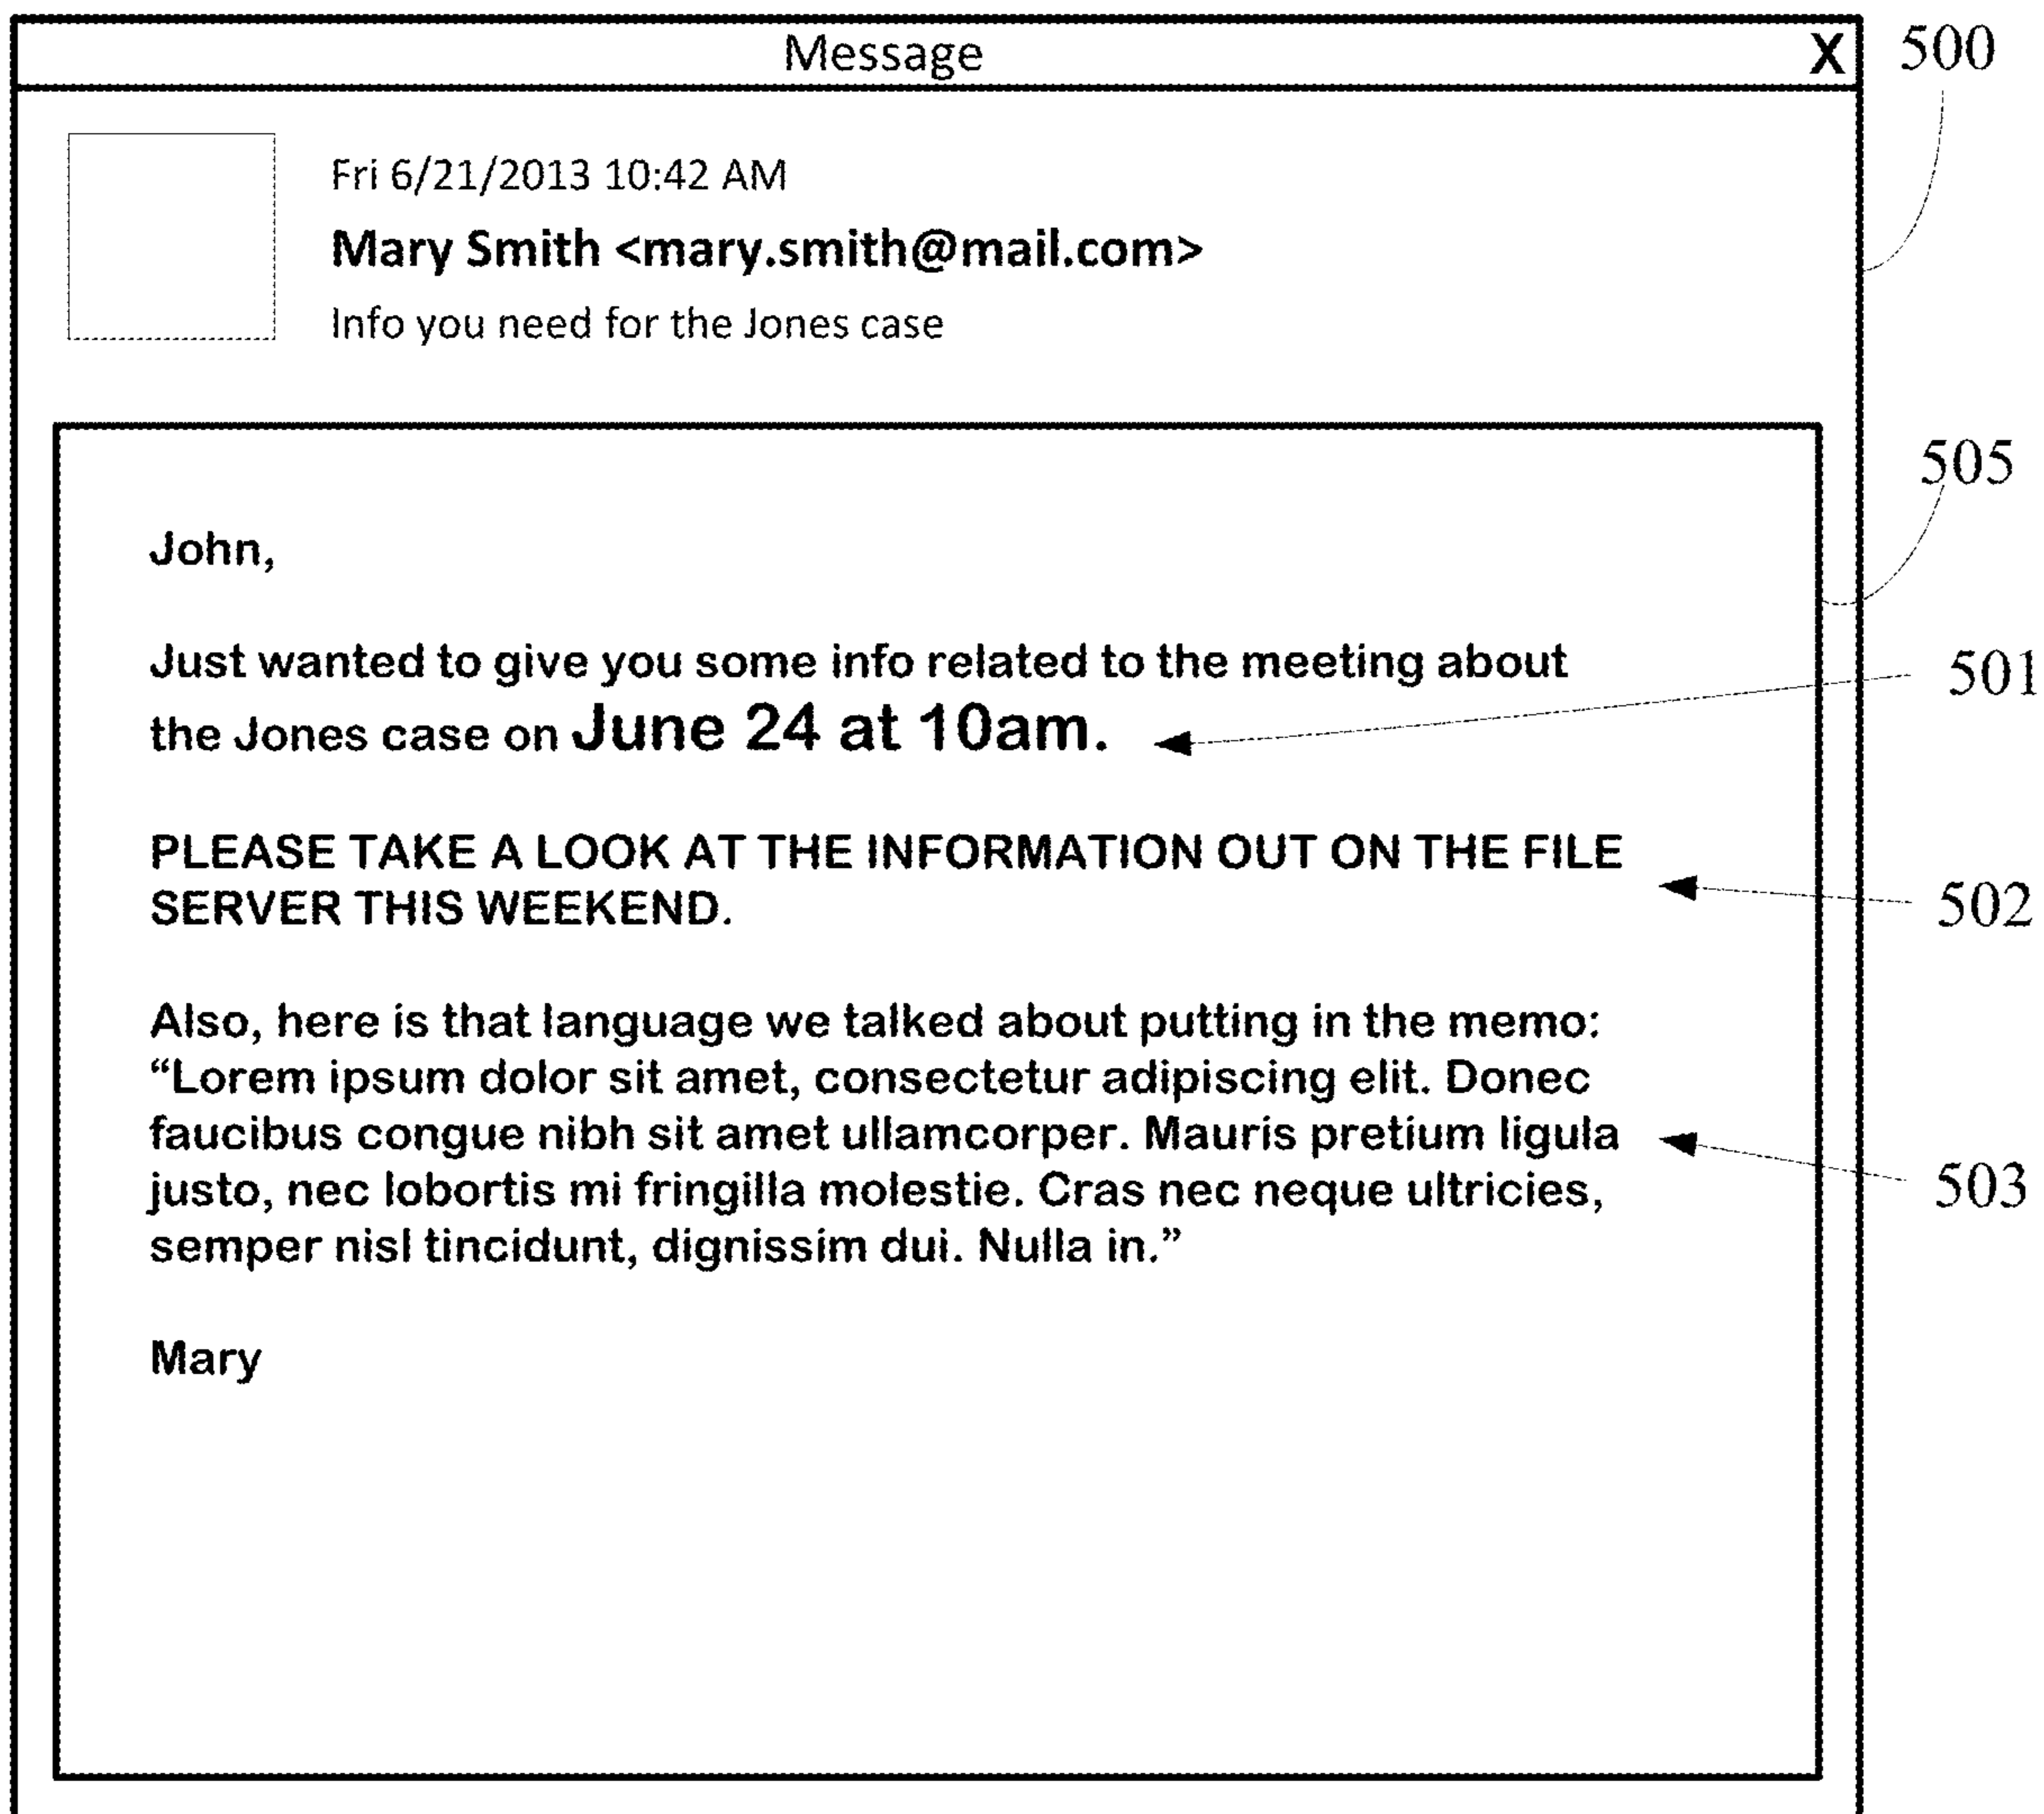 Message X 500
Fri 6/21/2013 10:42 AM
Mary Smith <mary.smith@mail.com>
Info you need for the Jones case
505
John,
Just wanted to give you some info related to the meeting about
501
the Jones case on June 24 at 10am.
PLEASE TAKE A LOOK AT THE INFORMATION OUT ON THE FILE
SERVER THIS WEEKEND.
502
Also, here is that language we talked about putting in the memo:
“Lorem ipsum dolor sit amet, consectetur adipiscing elit. Donec
faucibus congue nibh sit amet ullamcorper. Mauris pretium ligula
justo, nec lobortis mi fringilla molestie. Cras nec neque ultricies,
503
semper nisl tincidunt, dignissim dui. Nulla in.”
Mary